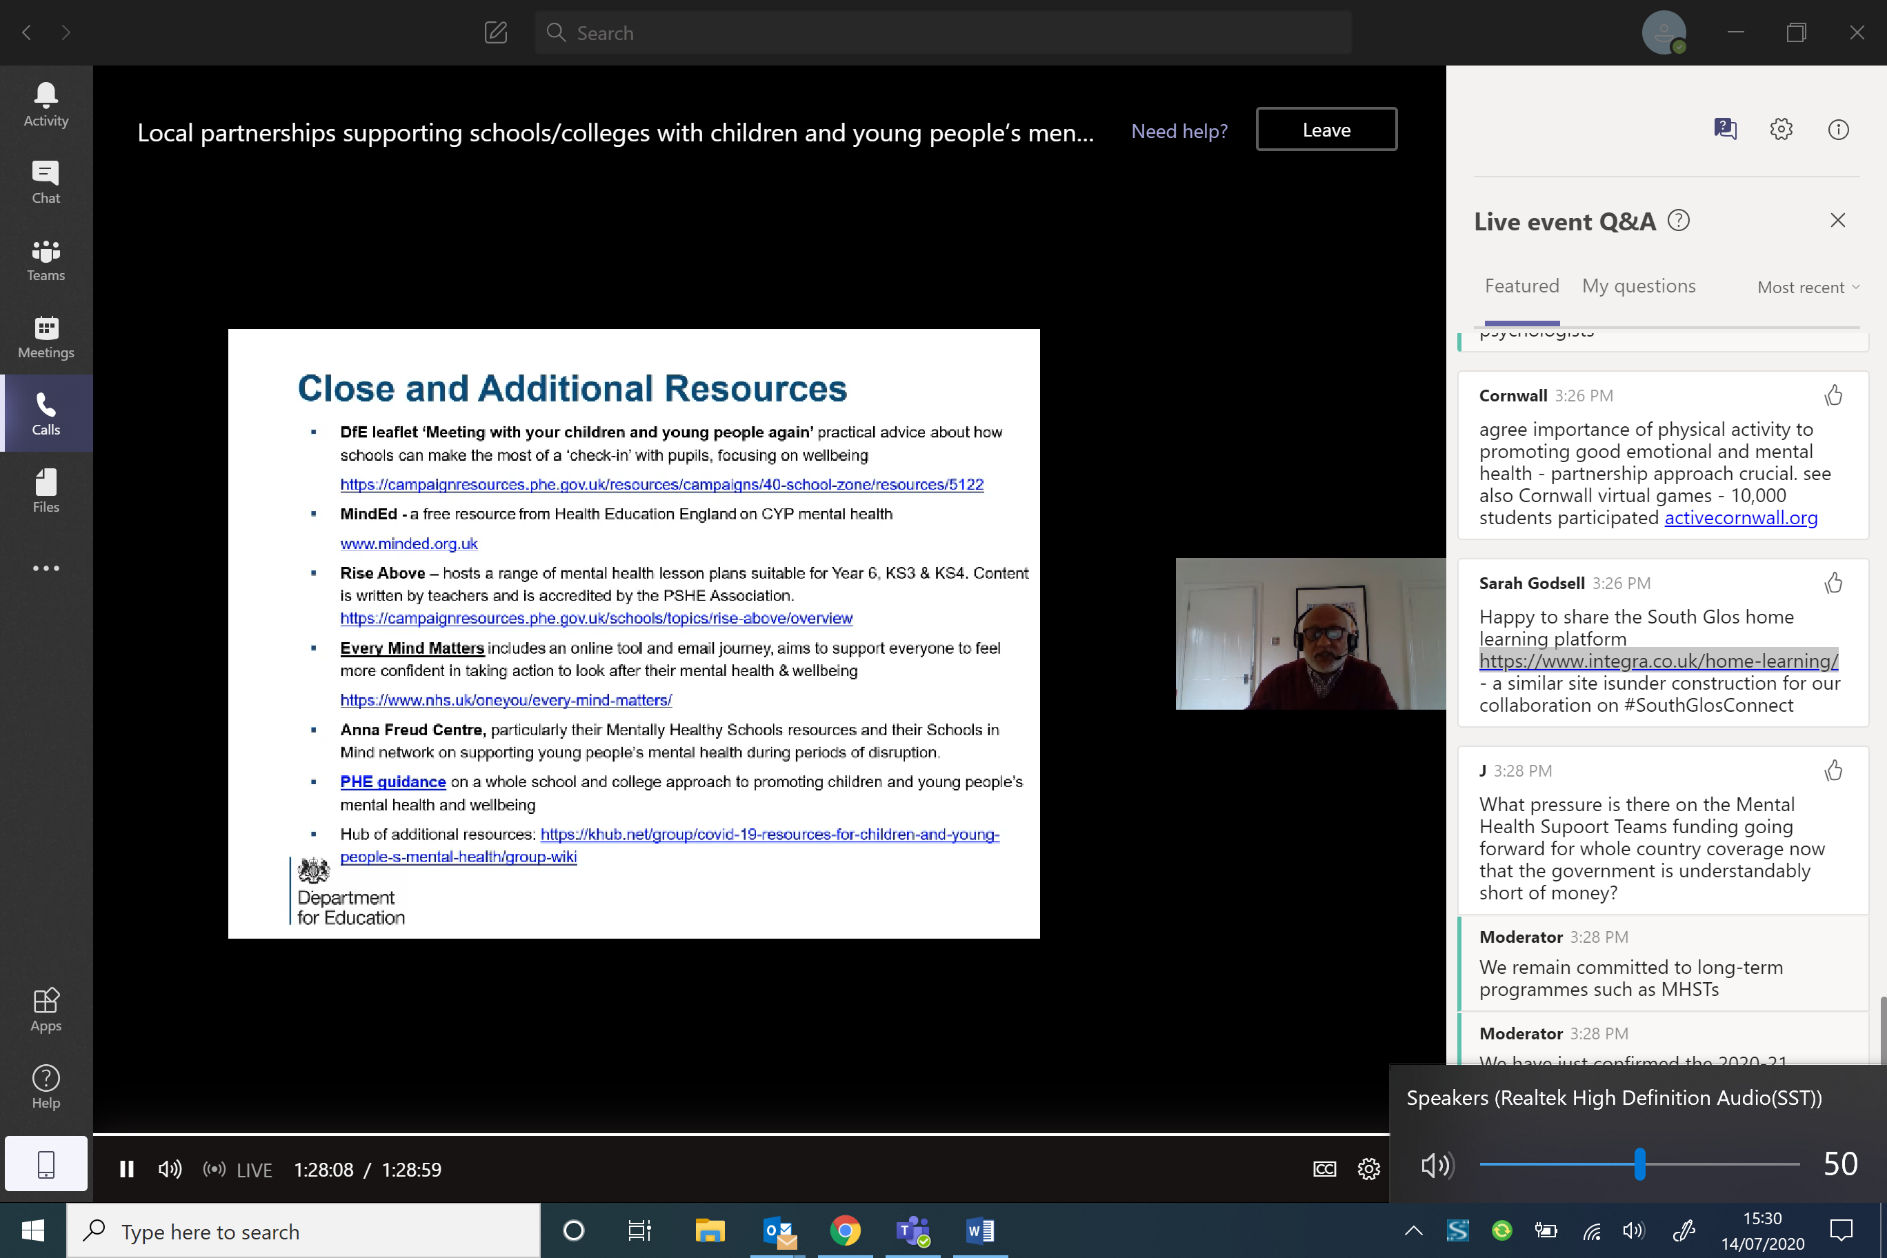 Search
Activity
Chat
Teams
Meetings
Calls
Files
Apps
Help
Local partnerships supporting schools/colleges with children and young people's men...
Need help?
Leave
Close and Additional Resources
DfE leaflet ‘Meeting with your children and young people again’ practical advice about how
schools can make the most of a ‘check-in’ with pupils, focusing on wellbeing
https://campaignresources.phe.gov.uk/resources/campaigns/40-school-zone/resources/5122
MindEd - a free resource from Health Education England on CYP mental health
www.minded.org.uk
Rise Above – hosts a range of mental health lesson plans suitable for Year 6, KS3 & KS4. Content
is written by teachers and is accredited by the PSHE Association.
https://campaignresources.phe.gov.uk/schools/topics/rise-above/overview
Every Mind Matters includes an online tool and email journey, aims to support everyone to feel
more confident in taking action to look after their mental health & wellbeing
https://www.nhs.uk/oneyou/every-mind-matters/
Anna Freud Centre, particularly their Mentally Healthy Schools resources and their Schools in
Mind network on supporting young people’s mental health during periods of disruption.
PHE guidance on a whole school and college approach to promoting children and young people’s
mental health and wellbeing
Hub of additional resources: https://khub.net/group/covid-19-resources-for-children-and-young-
people-s-mental-health/group-wiki
Department
for Education
LIVE 1:28:08 / 1:28:59
CC
Live event Q&A
Featured My questions Most recent
psychologists
Cornwall 3:26 PM
agree importance of physical activity to
promoting good emotional and mental
health - partnership approach crucial. see
also Cornwall virtual games - 10,000
students participated activecornwall.org
Sarah Godsell 3:26 PM
Happy to share the South Glos home
learning platform
https://www.integra.co.uk/home-learning/
- a similar site isunder construction for our
collaboration on #SouthGlosConnect
J 3:28 PM
What pressure is there on the Mental
Health Supoort Teams funding going
forward for whole country coverage now
that the government is understandably
short of money?
Moderator 3:28 PM
We remain committed to long-term
programmes such as MHSTs
Moderator 3:28 PM
We have just confirmed the 2020-21
Speakers (Realtek High Definition Audio(SST))
50
Type here to search
15:30
14/07/2020